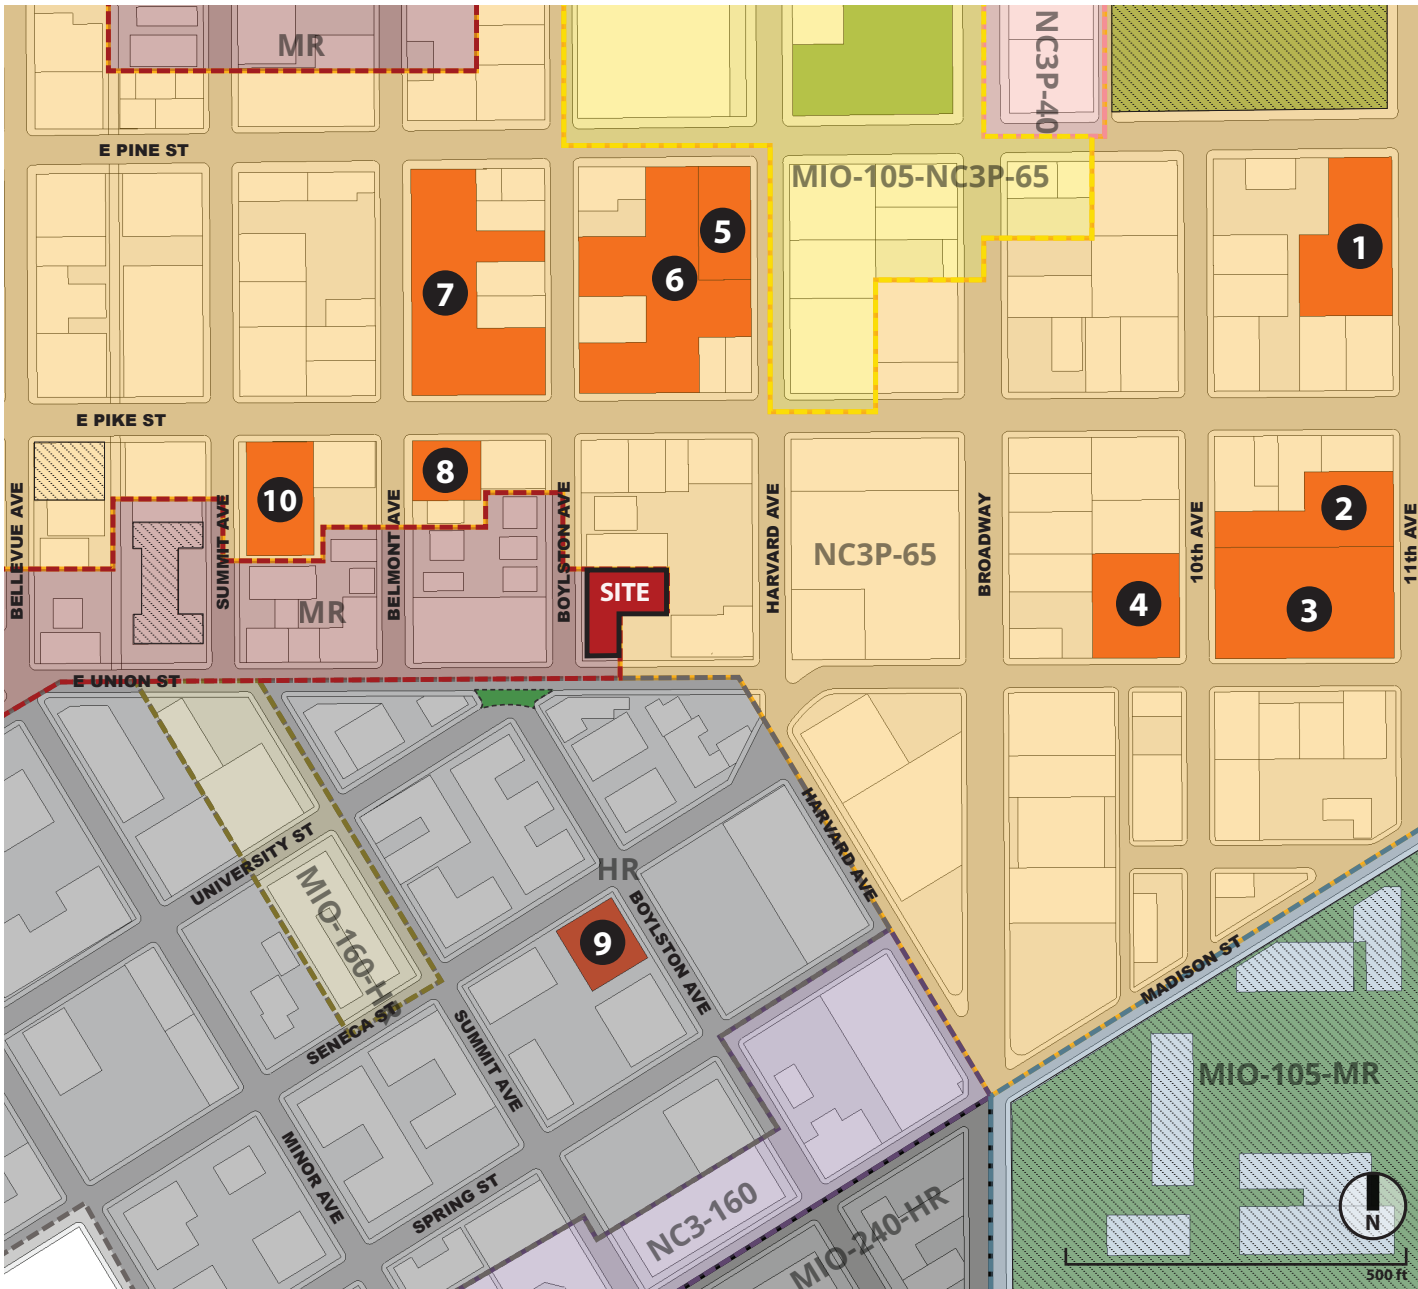 MR
NC3P-40
E PINE ST
MIO-105-NC3P-65
5
1
6
7
E PIKE ST
8
10
2
BELLEVUE AVE
SUMMIT AVE
BELMONT AVE
BOYLSTON AVE
HARVARD AVE
BROADWAY
10th AVE
11th AVE
NC3P-65
SITE
4
3
MR
E UNION ST
UNIVERSITY ST
HARVARD AVE
HR
MIO-160-HR
BOYLSTON AVE
9
MADISON ST
SENECA ST
SUMMIT AVE
MIO-105-MR
MINOR AVE
SPRING ST
NC3-160
MIO-240-HR
N
500 ft